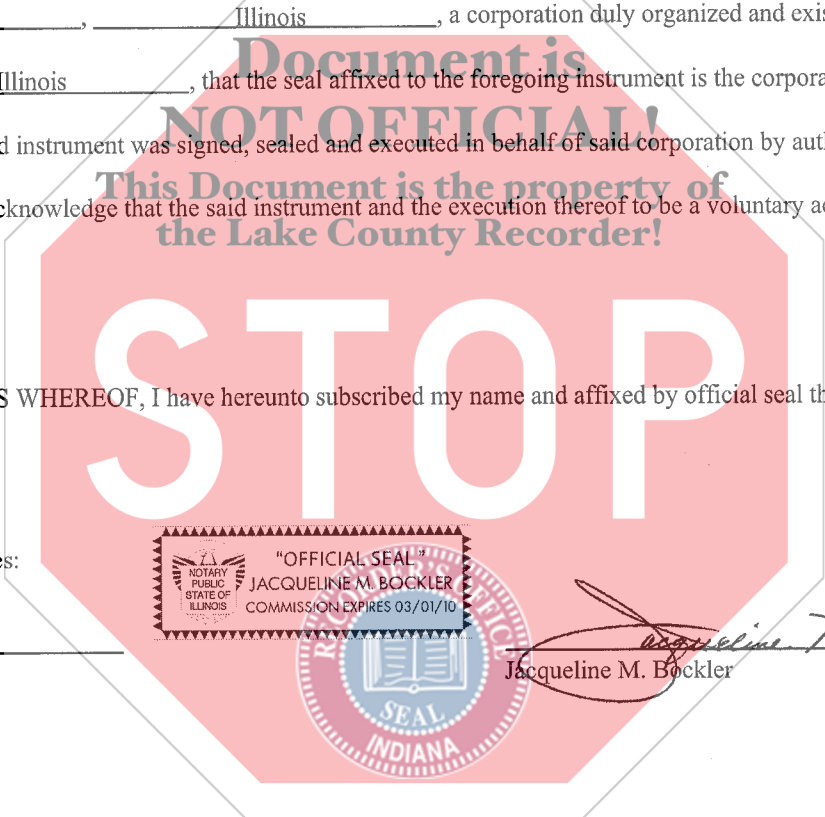 Illinois , a corporation duly organized and exis
Document is
Illinois , that the seal affixed to the foregoing instrument is the corpora
NOT OFFICIAL!
d instrument was signed, sealed and executed in behalf of said corporation by auth
This Document is the property of
cknowledge that the said instrument and the execution thereof to be a voluntary ac
the Lake County Recorder!
STOP
S WHEREOF, I have hereunto subscribed my name and affixed by official seal th
es:
"OFFICIAL SEAL"
NOTARY
PUBLIC
STATE OF
ILLINOIS
JACQUELINE M. BOCKLER
COMMISSION EXPIRES 03/01/10
RECORDER'S OFFICE
SEAL
INDIANA
Jacqueline
Jacqueline M. Bockler